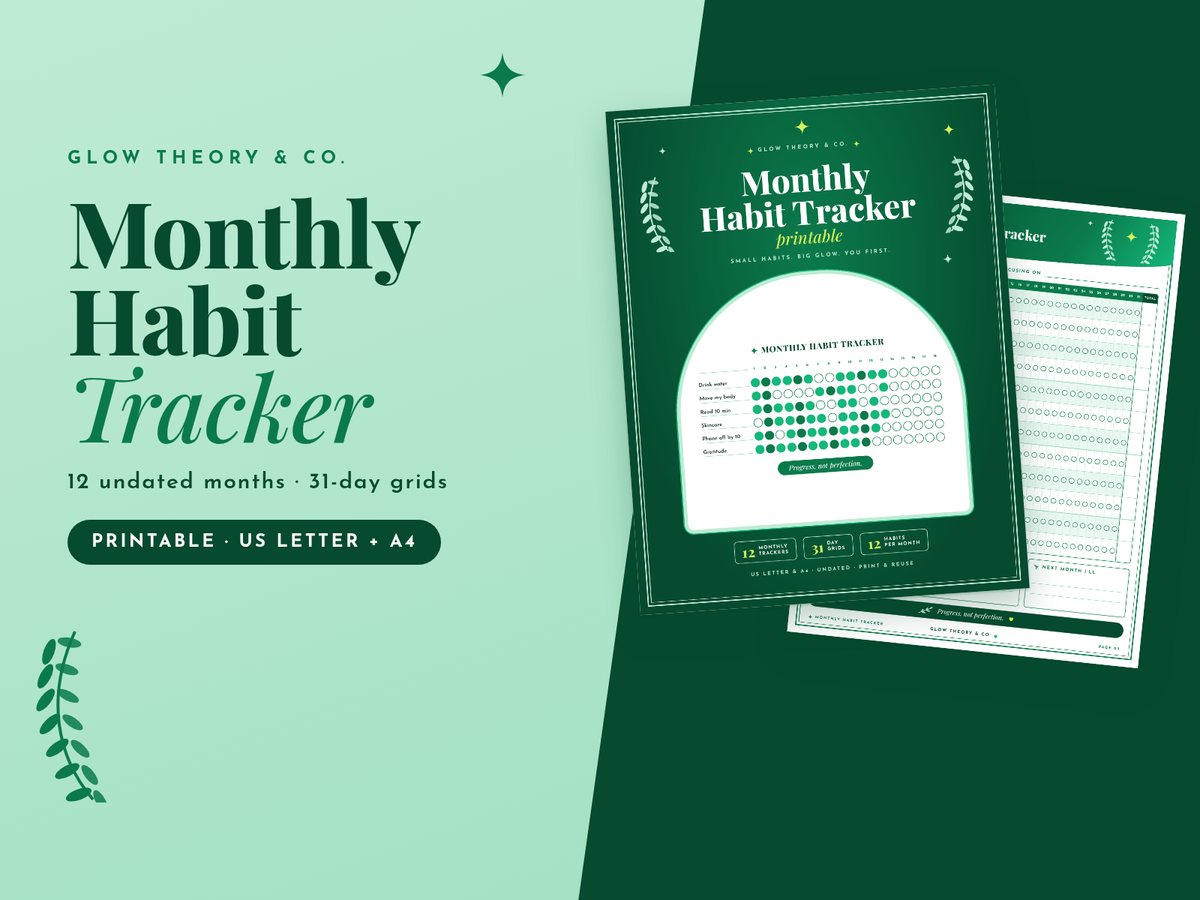 GLOW THEORY & CO.
Monthly
Habit
Tracker
12 undated months · 31-day grids
PRINTABLE · US LETTER + A4
GLOW THEORY & CO.
Monthly
Habit Tracker
printable
SMALL HABITS. BIG GLOW. YOU FIRST.
MONTHLY HABIT TRACKER
Drink water
Move my body
Read 10 min
Skincare
Phone off by 10
Gratitude
Progress, not perfection.
12 MONTHLY TRACKERS
31 DAY GRIDS
12 HABITS PER MONTH
US LETTER & A4 · UNDATED · PRINT & REUSE
racker
CUSING ON
TOTAL
NEXT MONTH I'LL
Progress, not perfection.
MONTHLY HABIT TRACKER
GLOW THEORY & CO.